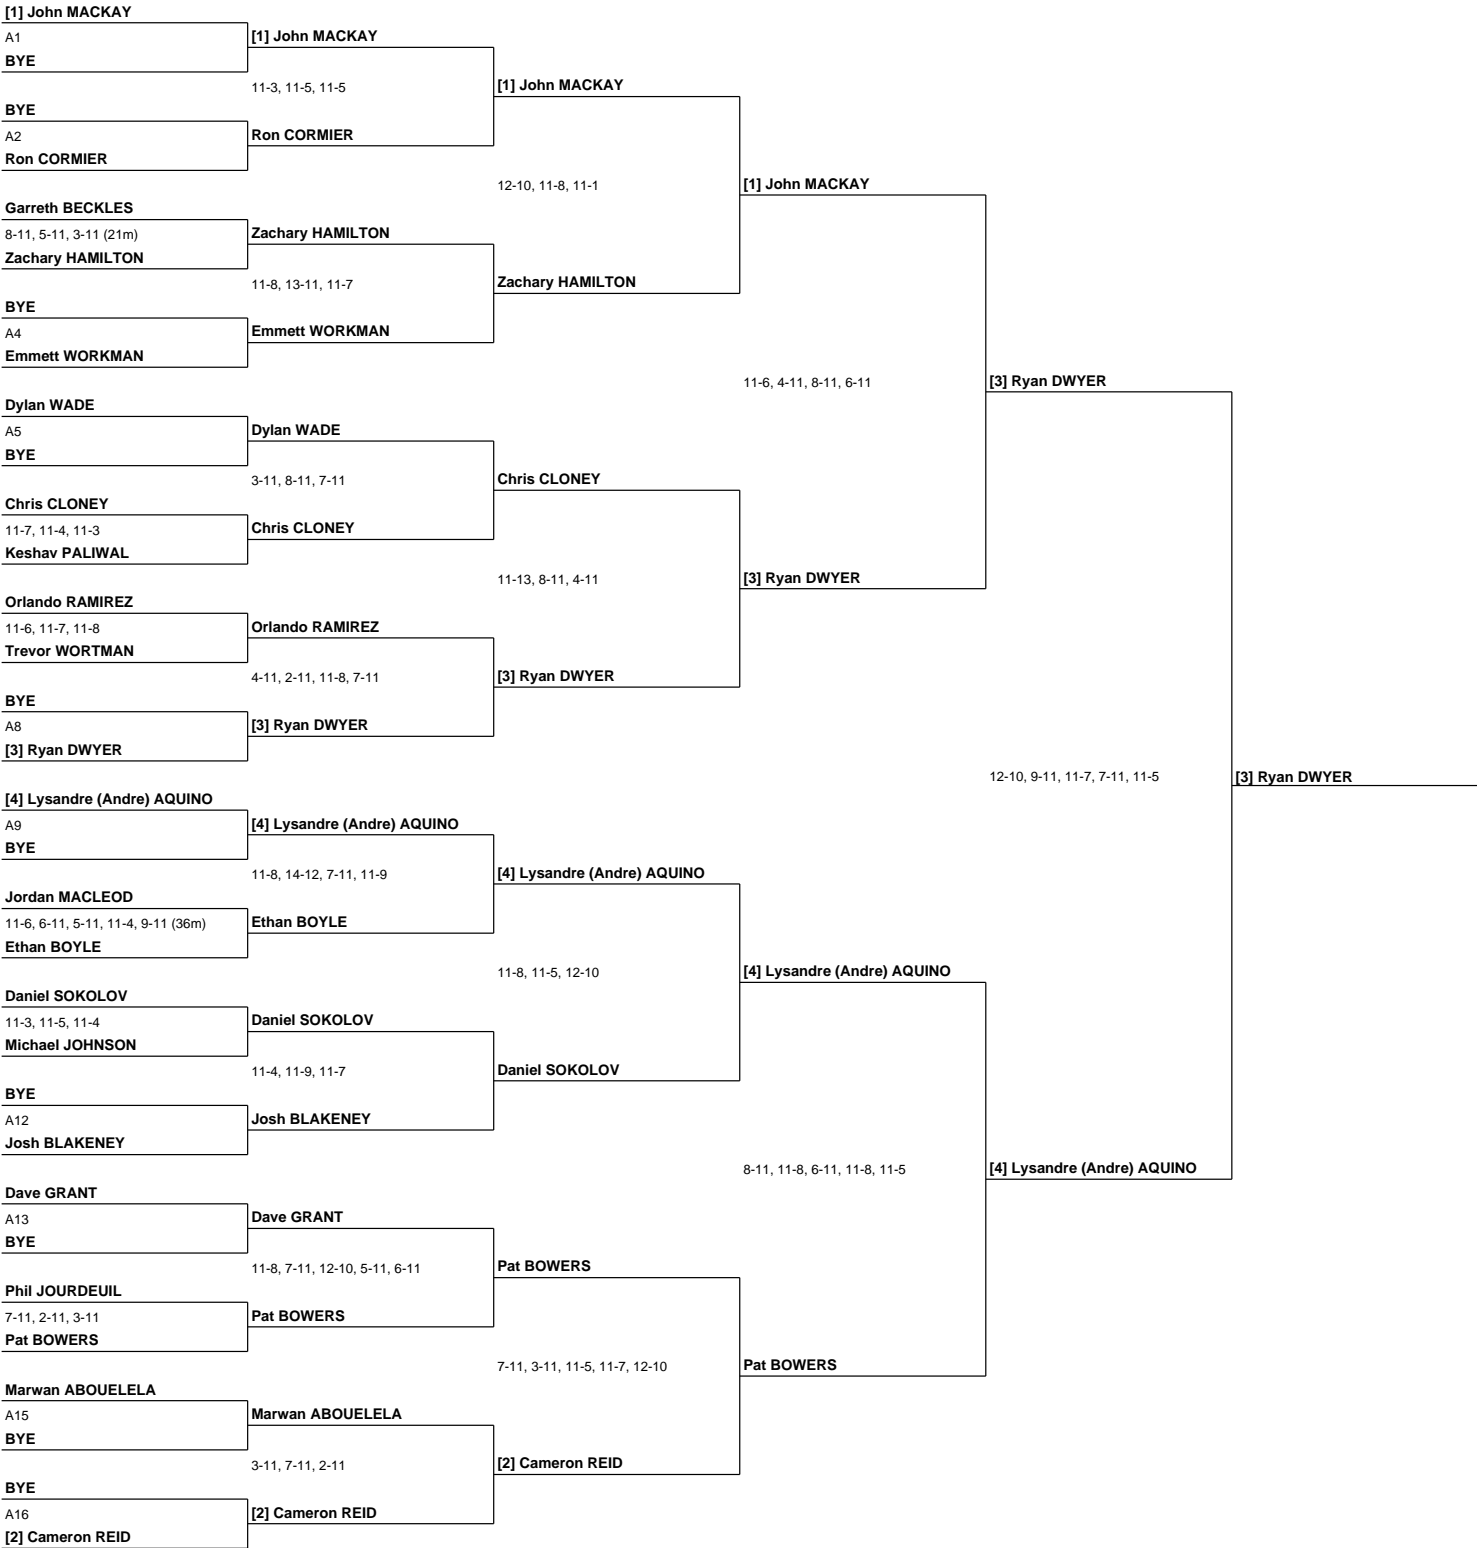 [1] John MACKAY
A1
BYE
BYE
A2
Ron CORMIER
Garreth BECKLES
8-11, 5-11, 3-11 (21m)
Zachary HAMILTON
BYE
A4
Emmett WORKMAN
Dylan WADE
A5
BYE
Chris CLONEY
11-7, 11-4, 11-3
Keshav PALIWAL
Orlando RAMIREZ
11-6, 11-7, 11-8
Trevor WORTMAN
BYE
A8
[3] Ryan DWYER
[4] Lysandre (Andre) AQUINO
A9
BYE
Jordan MACLEOD
11-6, 6-11, 5-11, 11-4, 9-11 (36m)
Ethan BOYLE
Daniel SOKOLOV
11-3, 11-5, 11-4
Michael JOHNSON
BYE
A12
Josh BLAKENEY
Dave GRANT
A13
BYE
Phil JOURDEUIL
7-11, 2-11, 3-11
Pat BOWERS
Marwan ABOUELELA
A15
BYE
BYE
A16
[2] Cameron REID
[1] John MACKAY
11-3, 11-5, 11-5
Ron CORMIER
Zachary HAMILTON
11-8, 13-11, 11-7
Emmett WORKMAN
Dylan WADE
3-11, 8-11, 7-11
Chris CLONEY
Orlando RAMIREZ
4-11, 2-11, 11-8, 7-11
[3] Ryan DWYER
[4] Lysandre (Andre) AQUINO
11-8, 14-12, 7-11, 11-9
Ethan BOYLE
Daniel SOKOLOV
11-4, 11-9, 11-7
Josh BLAKENEY
Dave GRANT
11-8, 7-11, 12-10, 5-11, 6-11
Pat BOWERS
Marwan ABOUELELA
3-11, 7-11, 2-11
[2] Cameron REID
[1] John MACKAY
12-10, 11-8, 11-1
Zachary HAMILTON
Chris CLONEY
11-13, 8-11, 4-11
[3] Ryan DWYER
[4] Lysandre (Andre) AQUINO
11-8, 11-5, 12-10
Daniel SOKOLOV
Pat BOWERS
7-11, 3-11, 11-5, 11-7, 12-10
[2] Cameron REID
[1] John MACKAY
11-6, 4-11, 8-11, 6-11
[3] Ryan DWYER
[4] Lysandre (Andre) AQUINO
8-11, 11-8, 6-11, 11-8, 11-5
Pat BOWERS
[3] Ryan DWYER
12-10, 9-11, 11-7, 7-11, 11-5
[4] Lysandre (Andre) AQUINO
[3] Ryan DWYER